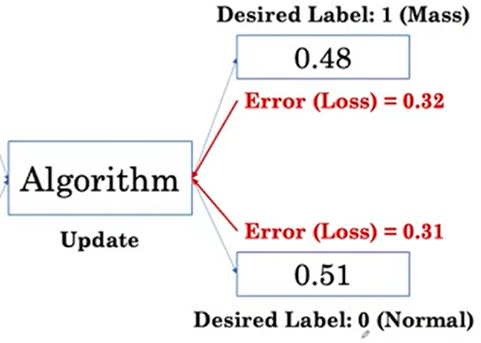 Desired Label: 1 (Mass)
0.48
Error (Loss) = 0.32
Algorithm
Update
Error (Loss) = 0.31
0.51
Desired Label: 0 (Normal)